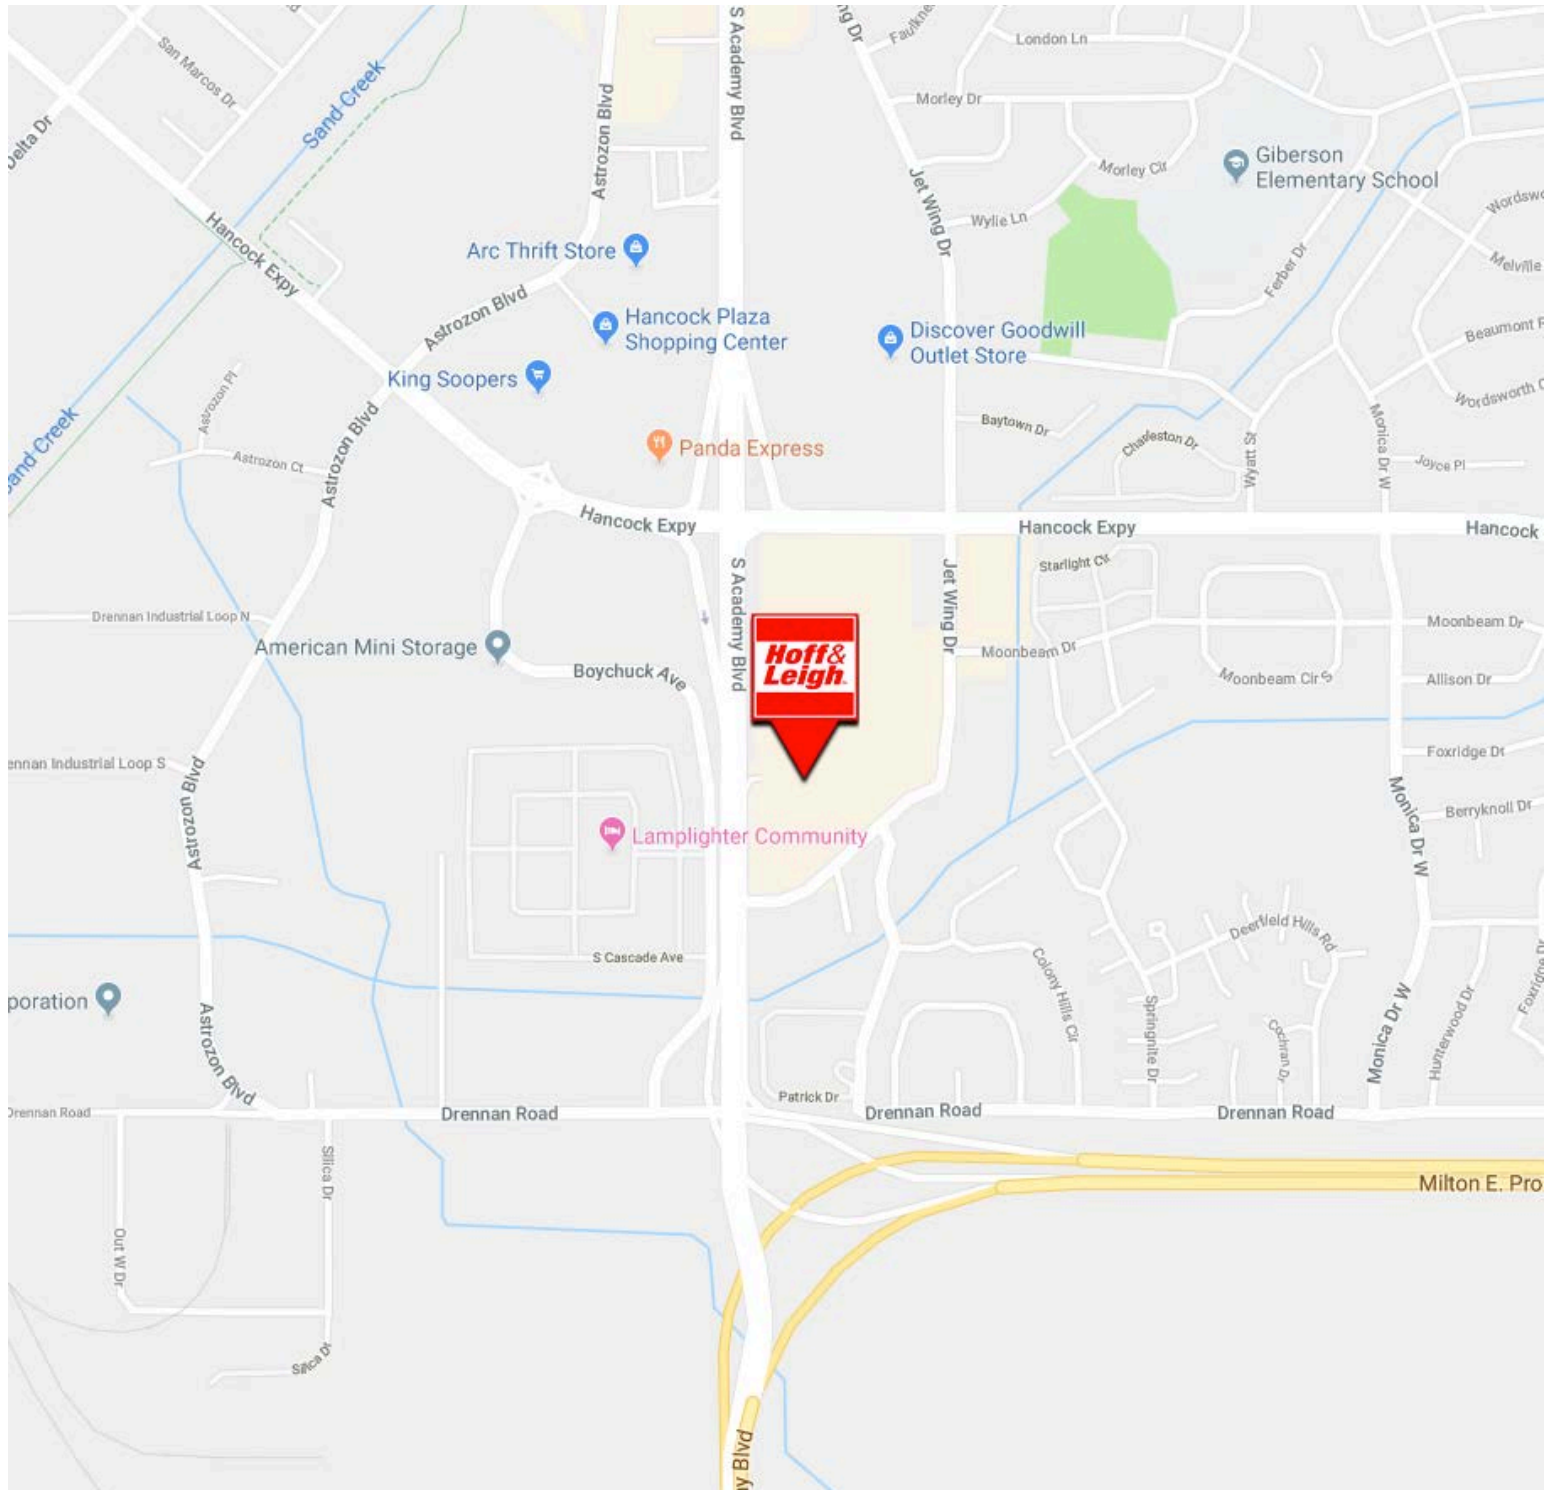 S Academy Blvd
London Ln
San Marcos Dr
Sand Creek
Astrozon Blvd
Morley Dr
Delta Dr
Morley Cir
Giberson
Elementary School
Jet Wing Dr
Wylie Ln
Hancock Expy
Arc Thrift Store
Ferber Dr
Melville
Astrozon Blvd
Hancock Plaza
Shopping Center
Discover Goodwill
Outlet Store
Beaumont
King Soopers
Astrozon Pl
Wordsworth
Sand Creek
Astrozon Blvd
Baytown Dr
Charleston Dr
Monica Dr W
Panda Express
Wyatt St
Joyce Pl
Astrozon Ct
Hancock Expy
Hancock Expy
Hancock
S Academy Blvd
Jet Wing Dr
Starlight Cir
Drennan Industrial Loop N
Moonbeam Dr
American Mini Storage
Hoff&
Leigh
Moonbeam Dr
Boychuck Ave
Moonbeam Cir S
Allison Dr
ennan Industrial Loop S
Foxridge Dr
Astrozon Blvd
Monica Dr W
Berryknoll Dr
Lamplighter Community
Deerfield Hills Rd
S Cascade Ave
Colony Hills Cir
poration
Springnite Dr
Cochran Dr
Monica Dr W
Hunterwood Dr
Foxridge Dr
Astrozon Blvd
Patrick Dr
Drennan Road
Drennan Road
Drennan Road
Drennan Road
Silica Dr
Milton E. Pro
Out W Dr
Silica Dr
y Blvd